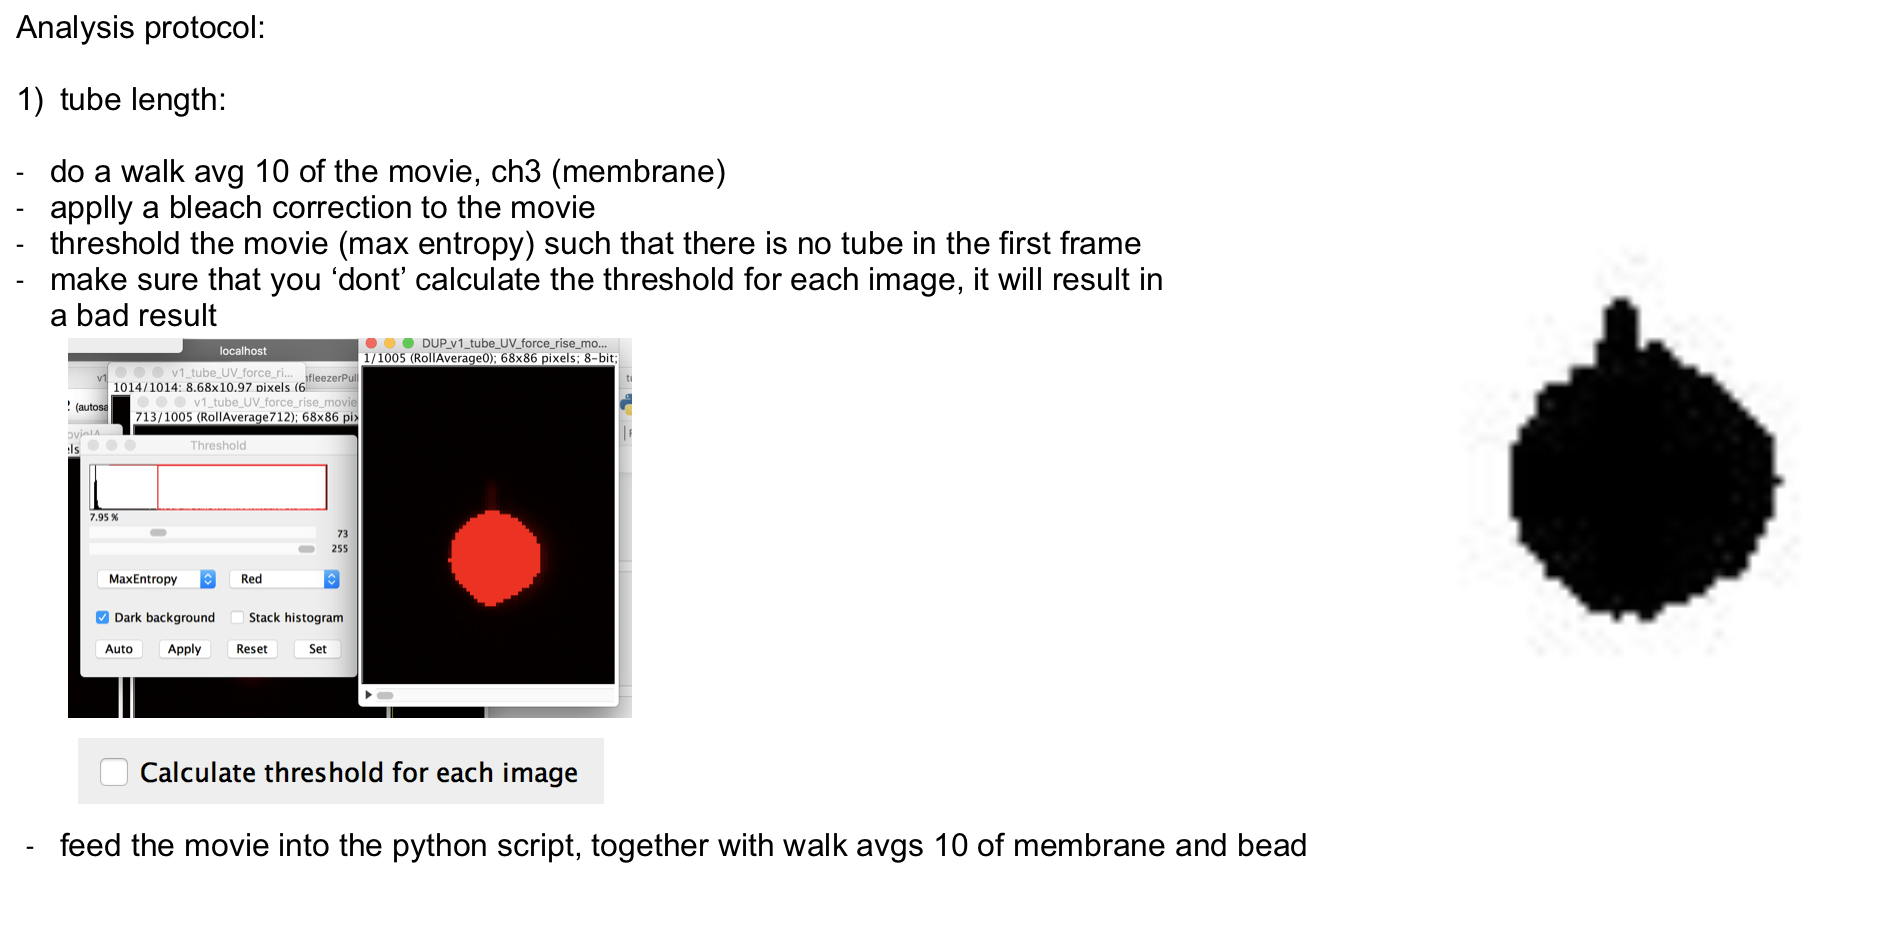 Analysis protocol:
1) tube length:
- do a walk avg 10 of the movie, ch3 (membrane)
- applly a bleach correction to the movie
- threshold the movie (max entropy) such that there is no tube in the first frame
- make sure that you ‘dont’ calculate the threshold for each image, it will result in
a bad result
localhost
DUP_v1_tube_UV_force_rise_mo...
1/1005 (RollAverage0); 68x86 pixels; 8-bit;
v1_tube_UV_force_ri...
1014/1014; 8.68x10.97 pixels (6
v1_tube_UV_force_rise_movie
(autosa
713/1005 (RollAverage712); 68x86 pix
Threshold
7.95 %
73
255
MaxEntropy
Red
Dark background
Stack histogram
Auto
Apply
Reset
Set
Calculate threshold for each image
- feed the movie into the python script, together with walk avgs 10 of membrane and bead